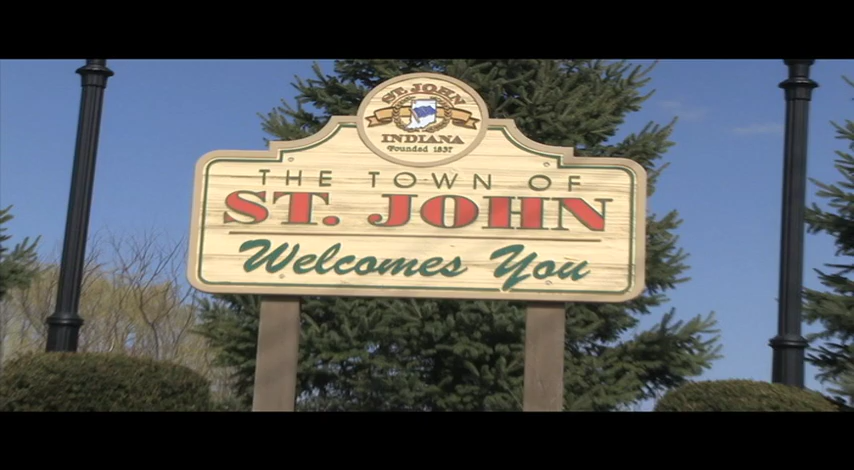 ST. JOHN
INDIANA
Founded 1837
THE TOWN OF
ST. JOHN
Welcomes You